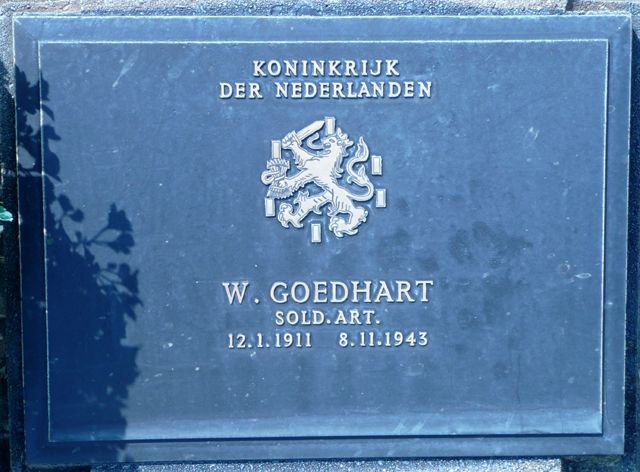 KONINKRIJK
DER NEDERLANDEN
W. GOEDHART
SOLD. ART.
12.1.1911 8.11.1943